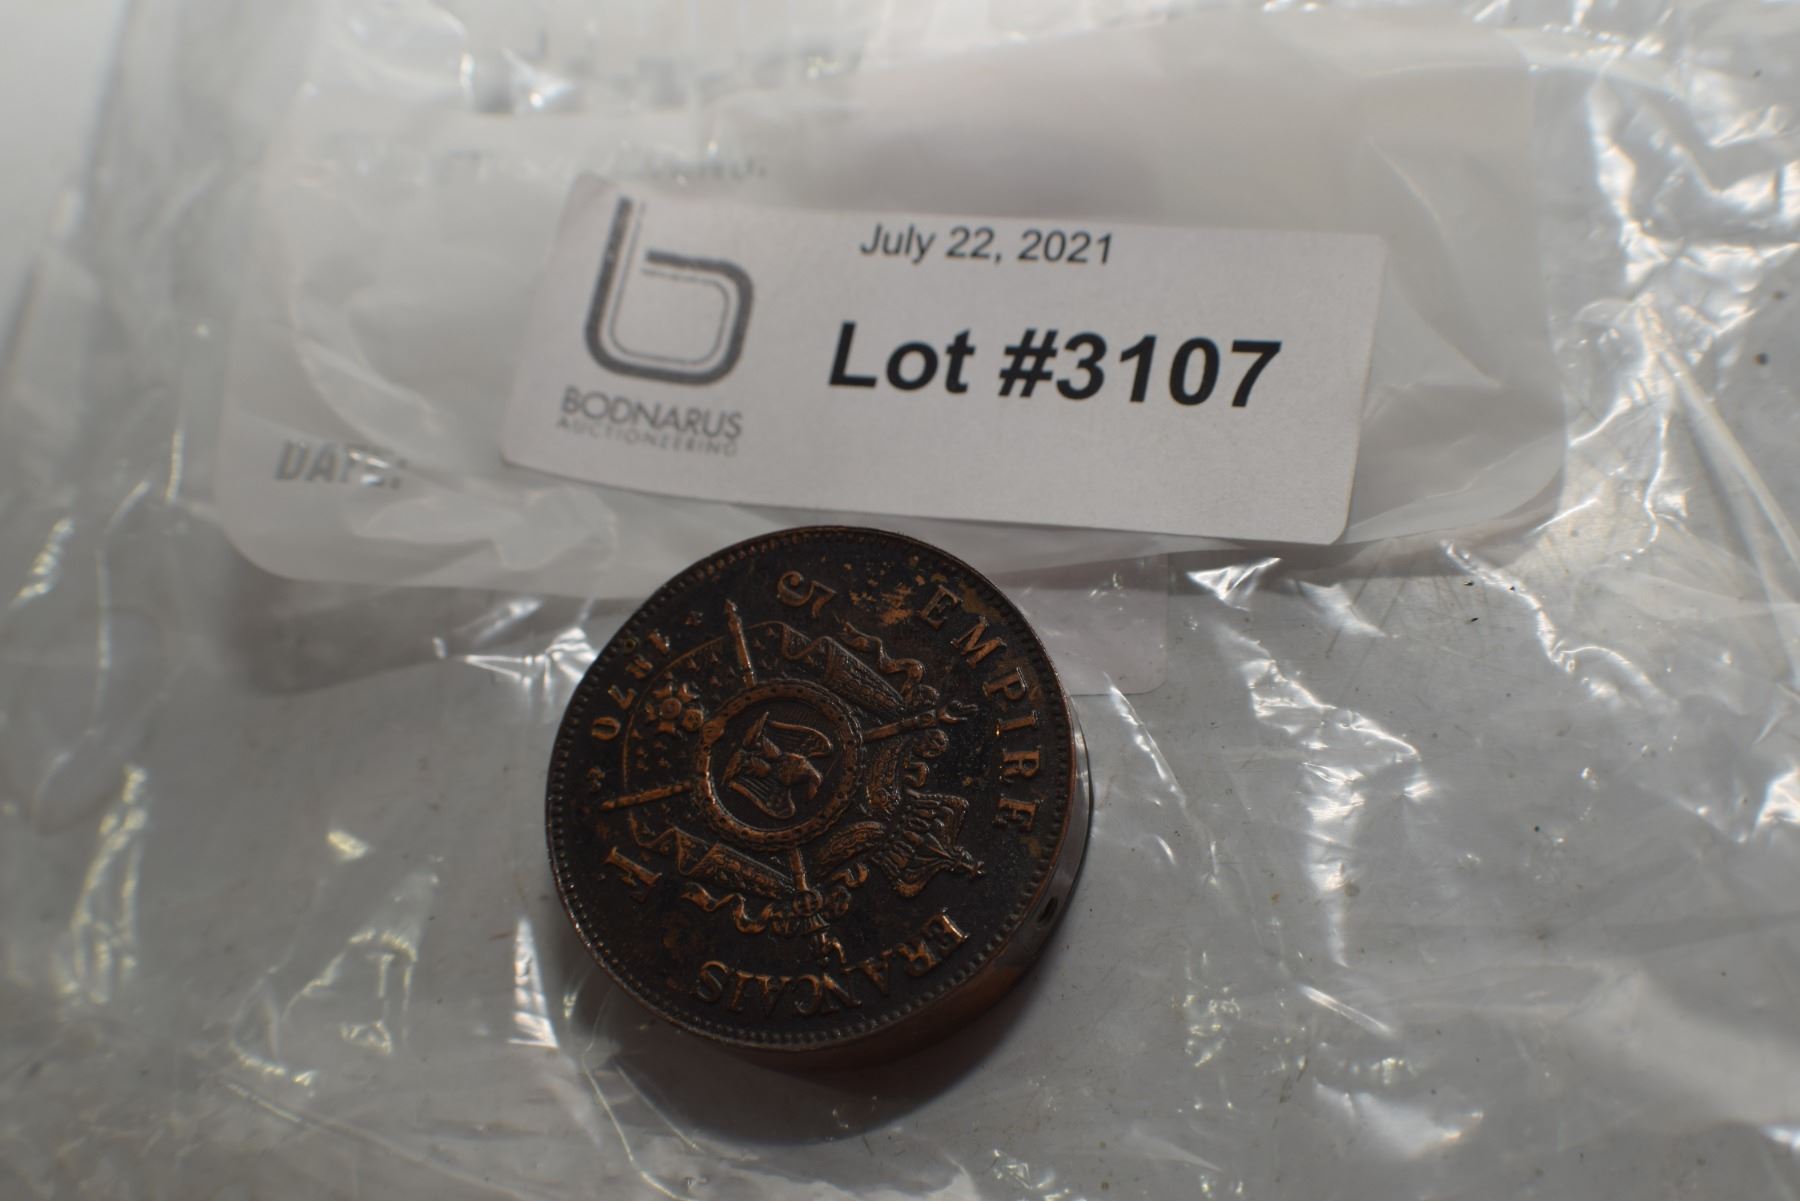 July 22, 2021
Lot #3107
BODNARUS
AUCTIONEERING
DATE:
EMPIRE FRANCAIS
5 F
1870